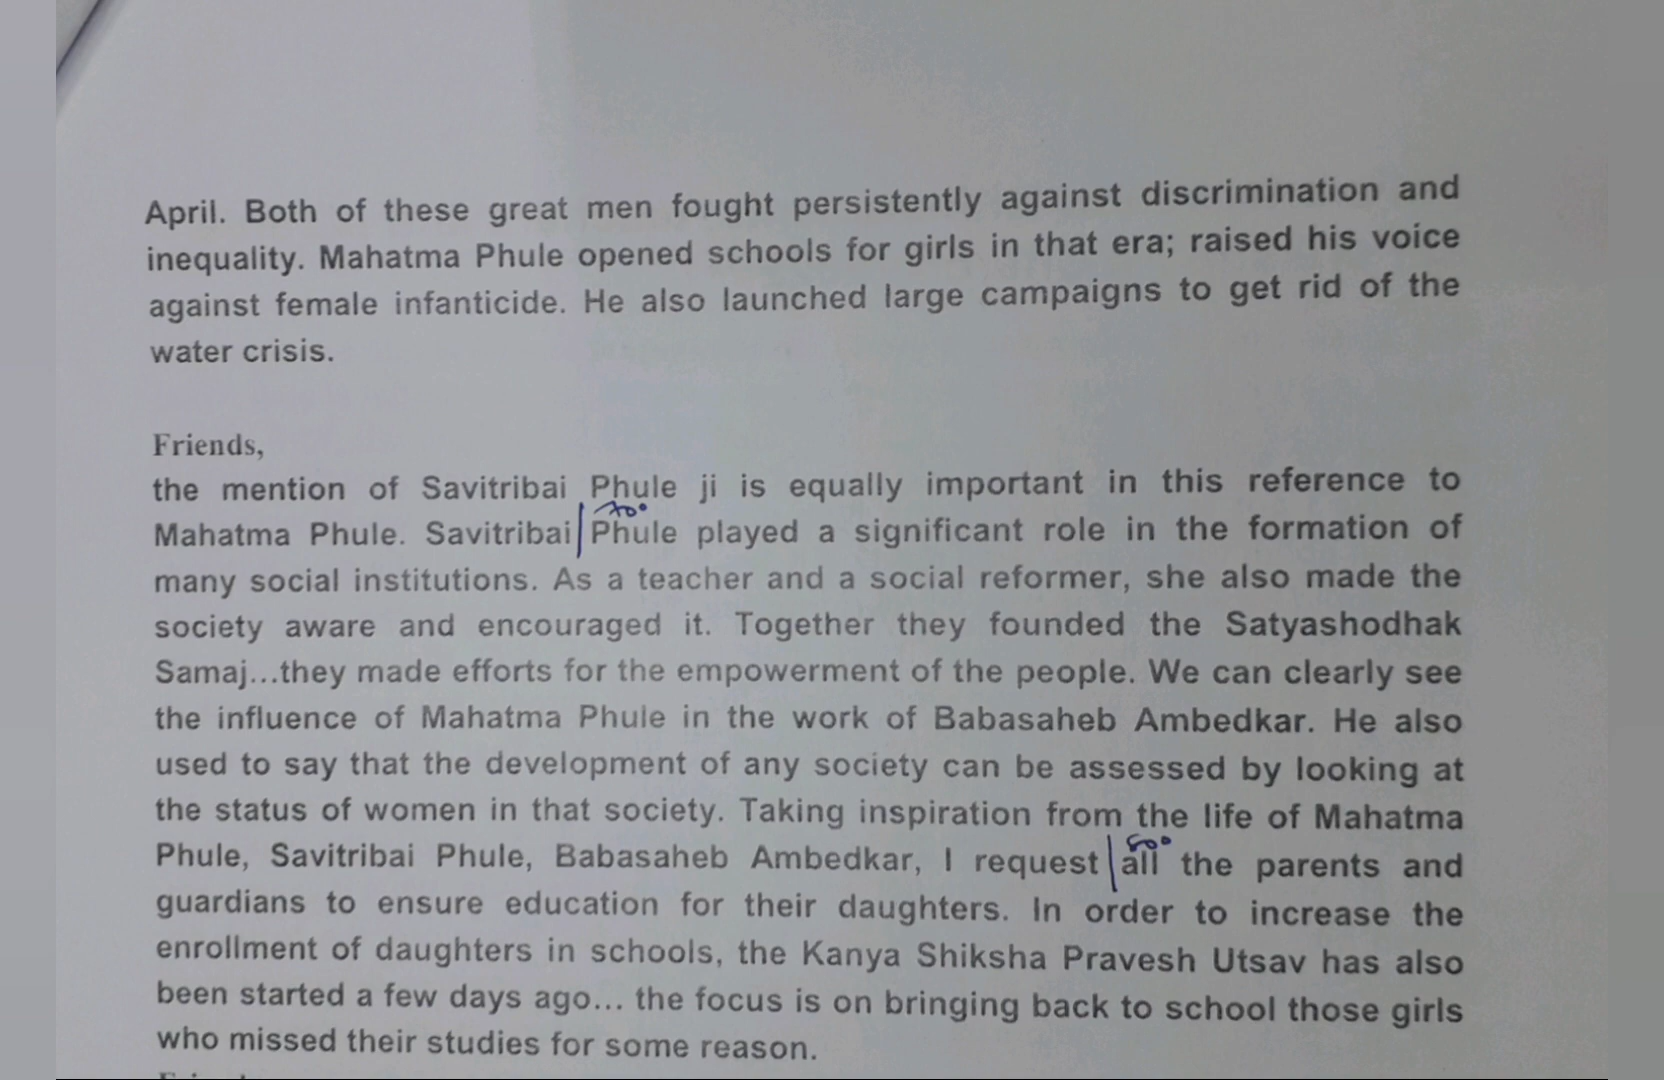 April. Both of these great men fought persistently against discrimination and
inequality. Mahatma Phule opened schools for girls in that era; raised his voice
against female infanticide. He also launched large campaigns to get rid of the
water crisis.
Friends,
the mention of Savitribai Phule ji is equally important in this reference to
Mahatma Phule. Savitribai Phule played a significant role in the formation of
many social institutions. As a teacher and a social reformer, she also made the
society aware and encouraged it. Together they founded the Satyashodhak
Samaj...they made efforts for the empowerment of the people. We can clearly see
the influence of Mahatma Phule in the work of Babasaheb Ambedkar. He also
used to say that the development of any society can be assessed by looking at
the status of women in that society. Taking inspiration from the life of Mahatma
Phule, Savitribai Phule, Babasaheb Ambedkar, I request all the parents and
guardians to ensure education for their daughters. In order to increase the
enrollment of daughters in schools, the Kanya Shiksha Pravesh Utsav has also
been started a few days ago... the focus is on bringing back to school those girls
who missed their studies for some reason.